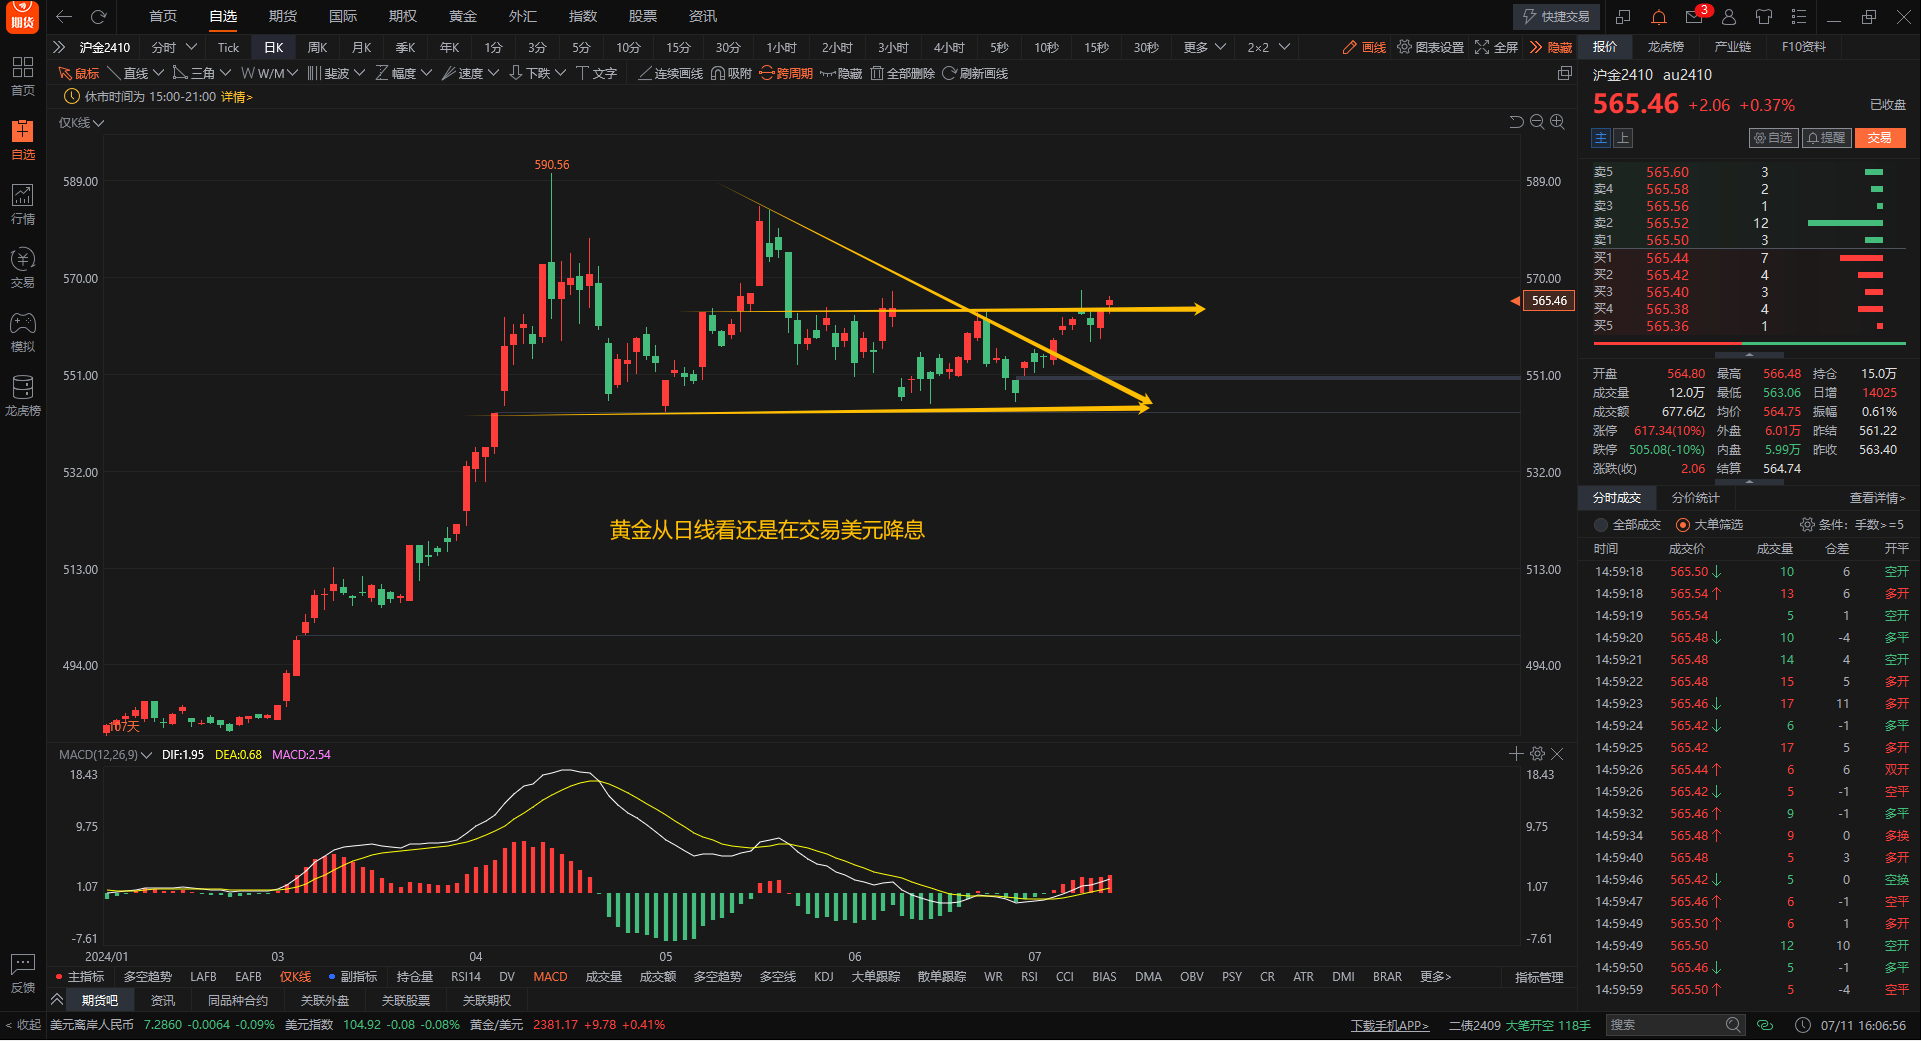 期货 首页 自选 期货 国际 期权 黄金 外汇 指数 股票 资讯 快捷交易 3
沪金2410 分时 Tick 日K 周K 月K 季K 年K 1分 3分 5分 10分 15分 30分 1小时 2小时 3小时 4小时 5秒 10秒 15秒 30秒 更多 2×2 画线 图表设置 全屏 隐藏
鼠标 直线 三角 W/M 斐波 幅度 速度 下跌 文字 连续画线 吸附 跨周期 隐藏 全部删除 刷新画线
休市时间为 15:00-21:00 详情>
仅K线
首页
自选
行情
交易
模拟
龙虎榜
反馈
< 收起
590.56
589.00 589.00
570.00 570.00
565.46
551.00 551.00
532.00 532.00
黄金从日线看还是在交易美元降息
513.00 513.00
494.00 494.00
107天
MACD(12,26,9) DIF:1.95 DEA:0.68 MACD:2.54
18.43 18.43
9.75 9.75
1.07 1.07
-7.61 -7.61
2024/01 03 04 05 06 07
主指标 多空趋势 LAFB EAFB 仅K线 副指标 持仓量 RSI14 DV MACD 成交量 成交额 多空趋势 多空线 KDJ 大单跟踪 散单跟踪 WR RSI CCI BIAS DMA OBV PSY CR ATR DMI BRAR 更多> 指标管理
期货吧 资讯 同品种合约 关联外盘 关联股票 关联期权
美元离岸人民币 7.2860 -0.0064 -0.09% 美元指数 104.92 -0.08 -0.08% 黄金/美元 2381.17 +9.78 +0.41% 下载手机APP> 二债2409 大笔开空 118手 搜索 07/11 16:06:56
报价 龙虎榜 产业链 F10资料
沪金2410 au2410
565.46 +2.06 +0.37% 已收盘
主 上 自选 提醒 交易
卖5 565.60 3
卖4 565.58 2
卖3 565.56 1
卖2 565.52 12
卖1 565.50 3
买1 565.44 7
买2 565.42 4
买3 565.40 3
买4 565.38 4
买5 565.36 1
开盘 564.80 最高 566.48 持仓 15.0万
成交量 12.0万 最低 563.06 日增 14025
成交额 677.6亿 均价 564.75 振幅 0.61%
涨停 617.34(10%) 外盘 6.01万 昨结 561.22
跌停 505.08(-10%) 内盘 5.99万 昨收 563.40
涨跌(收) 2.06 结算 564.74
分时成交 分价统计 查看详情>
全部成交 大单筛选 条件: 手数>=5
时间 成交价 成交量 仓差 开平
14:59:18 565.50↓ 10 6 空开
14:59:18 565.54↑ 13 6 多开
14:59:19 565.54 5 1 空开
14:59:20 565.48↓ 10 -4 多平
14:59:21 565.48 14 4 空开
14:59:22 565.48 15 5 多开
14:59:23 565.46↓ 17 11 多开
14:59:24 565.42↓ 6 -1 多平
14:59:25 565.42 17 5 多开
14:59:26 565.44↑ 6 6 双开
14:59:26 565.42↓ 5 -1 空平
14:59:32 565.46↑ 9 -1 多平
14:59:34 565.48↑ 9 0 多换
14:59:40 565.48 5 3 多开
14:59:46 565.42↓ 5 0 空换
14:59:47 565.46↑ 6 -1 空平
14:59:49 565.50↑ 6 1 多开
14:59:49 565.50 12 10 空开
14:59:50 565.46↓ 5 -1 多平
14:59:59 565.50↑ 5 -4 空平